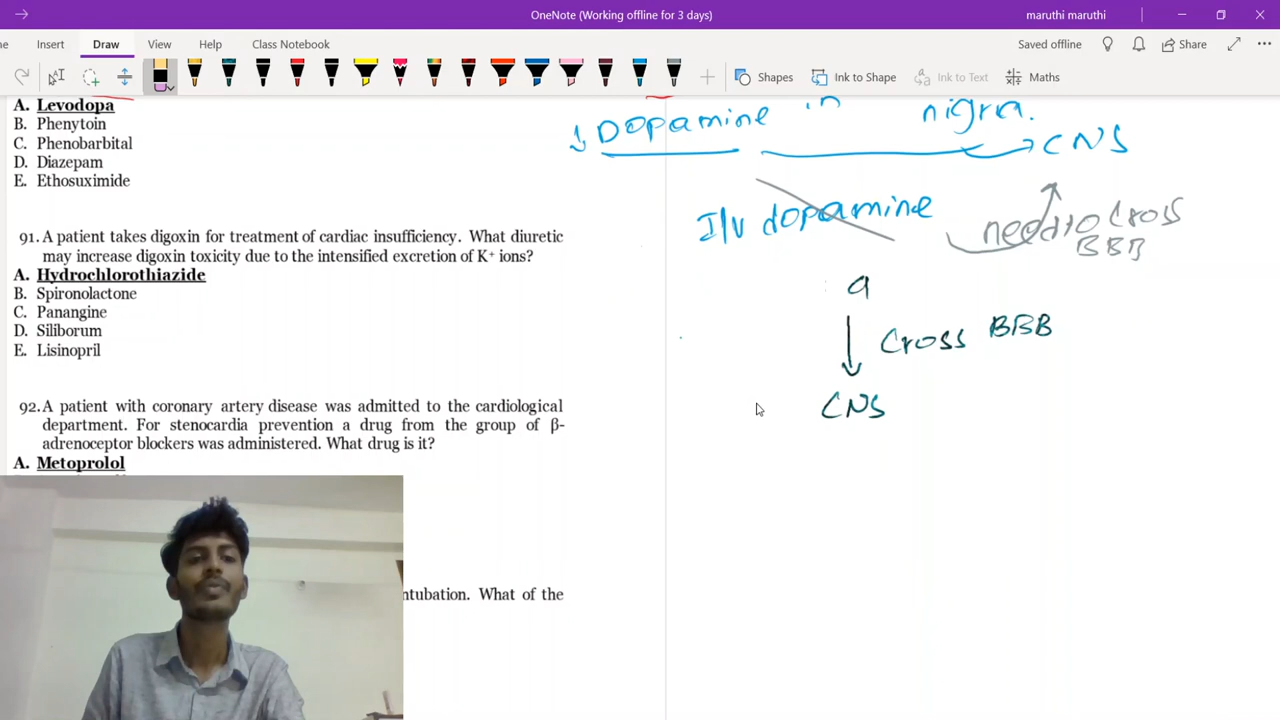 OneNote (Working offline for 3 days)
maruthi maruthi
Insert Draw View Help Class Notebook
Saved offline
Share
Shapes
Ink to Shape
Ink to Text
Maths
A. Levodopa
B. Phenytoin
C. Phenobarbital
D. Diazepam
E. Ethosuximide
91. A patient takes digoxin for treatment of cardiac insufficiency. What diuretic
may increase digoxin toxicity due to the intensified excretion of K+ ions?
A. Hydrochlorothiazide
B. Spironolactone
C. Panangine
D. Siliborum
E. Lisinopril
92. A patient with coronary artery disease was admitted to the cardiological
department. For stenocardia prevention a drug from the group of β-
adrenoceptor blockers was administered. What drug is it?
A. Metoprolol
ntubation. What of the
↓ Dopamine in nigra.
CNS
I/v dopamine
need to cross
BBB
a
↓ Cross BBB
CNS